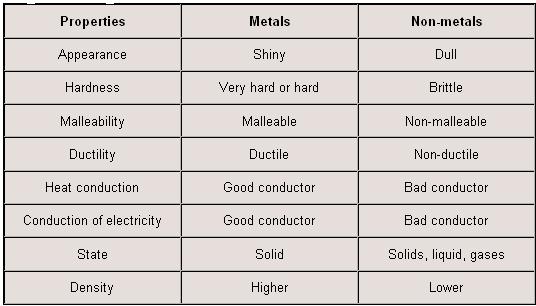 Properties Metals Non-metals
Appearance Shiny Dull
Hardness Very hard or hard Brittle
Malleability Malleable Non-malleable
Ductility Ductile Non-ductile
Heat conduction Good conductor Bad conductor
Conduction of electricity Good conductor Bad conductor
State Solid Solids, liquid, gases
Density Higher Lower